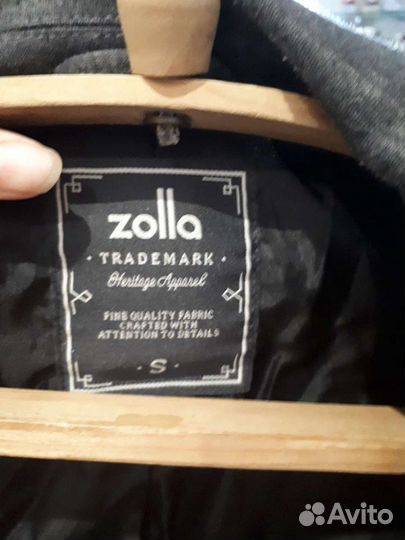 zolla
· TRADEMARK ·
Heritage Apparel
FINE QUALITY FABRIC
CRAFTED WITH
ATTENTION TO DETAILS
· S ·
Avito